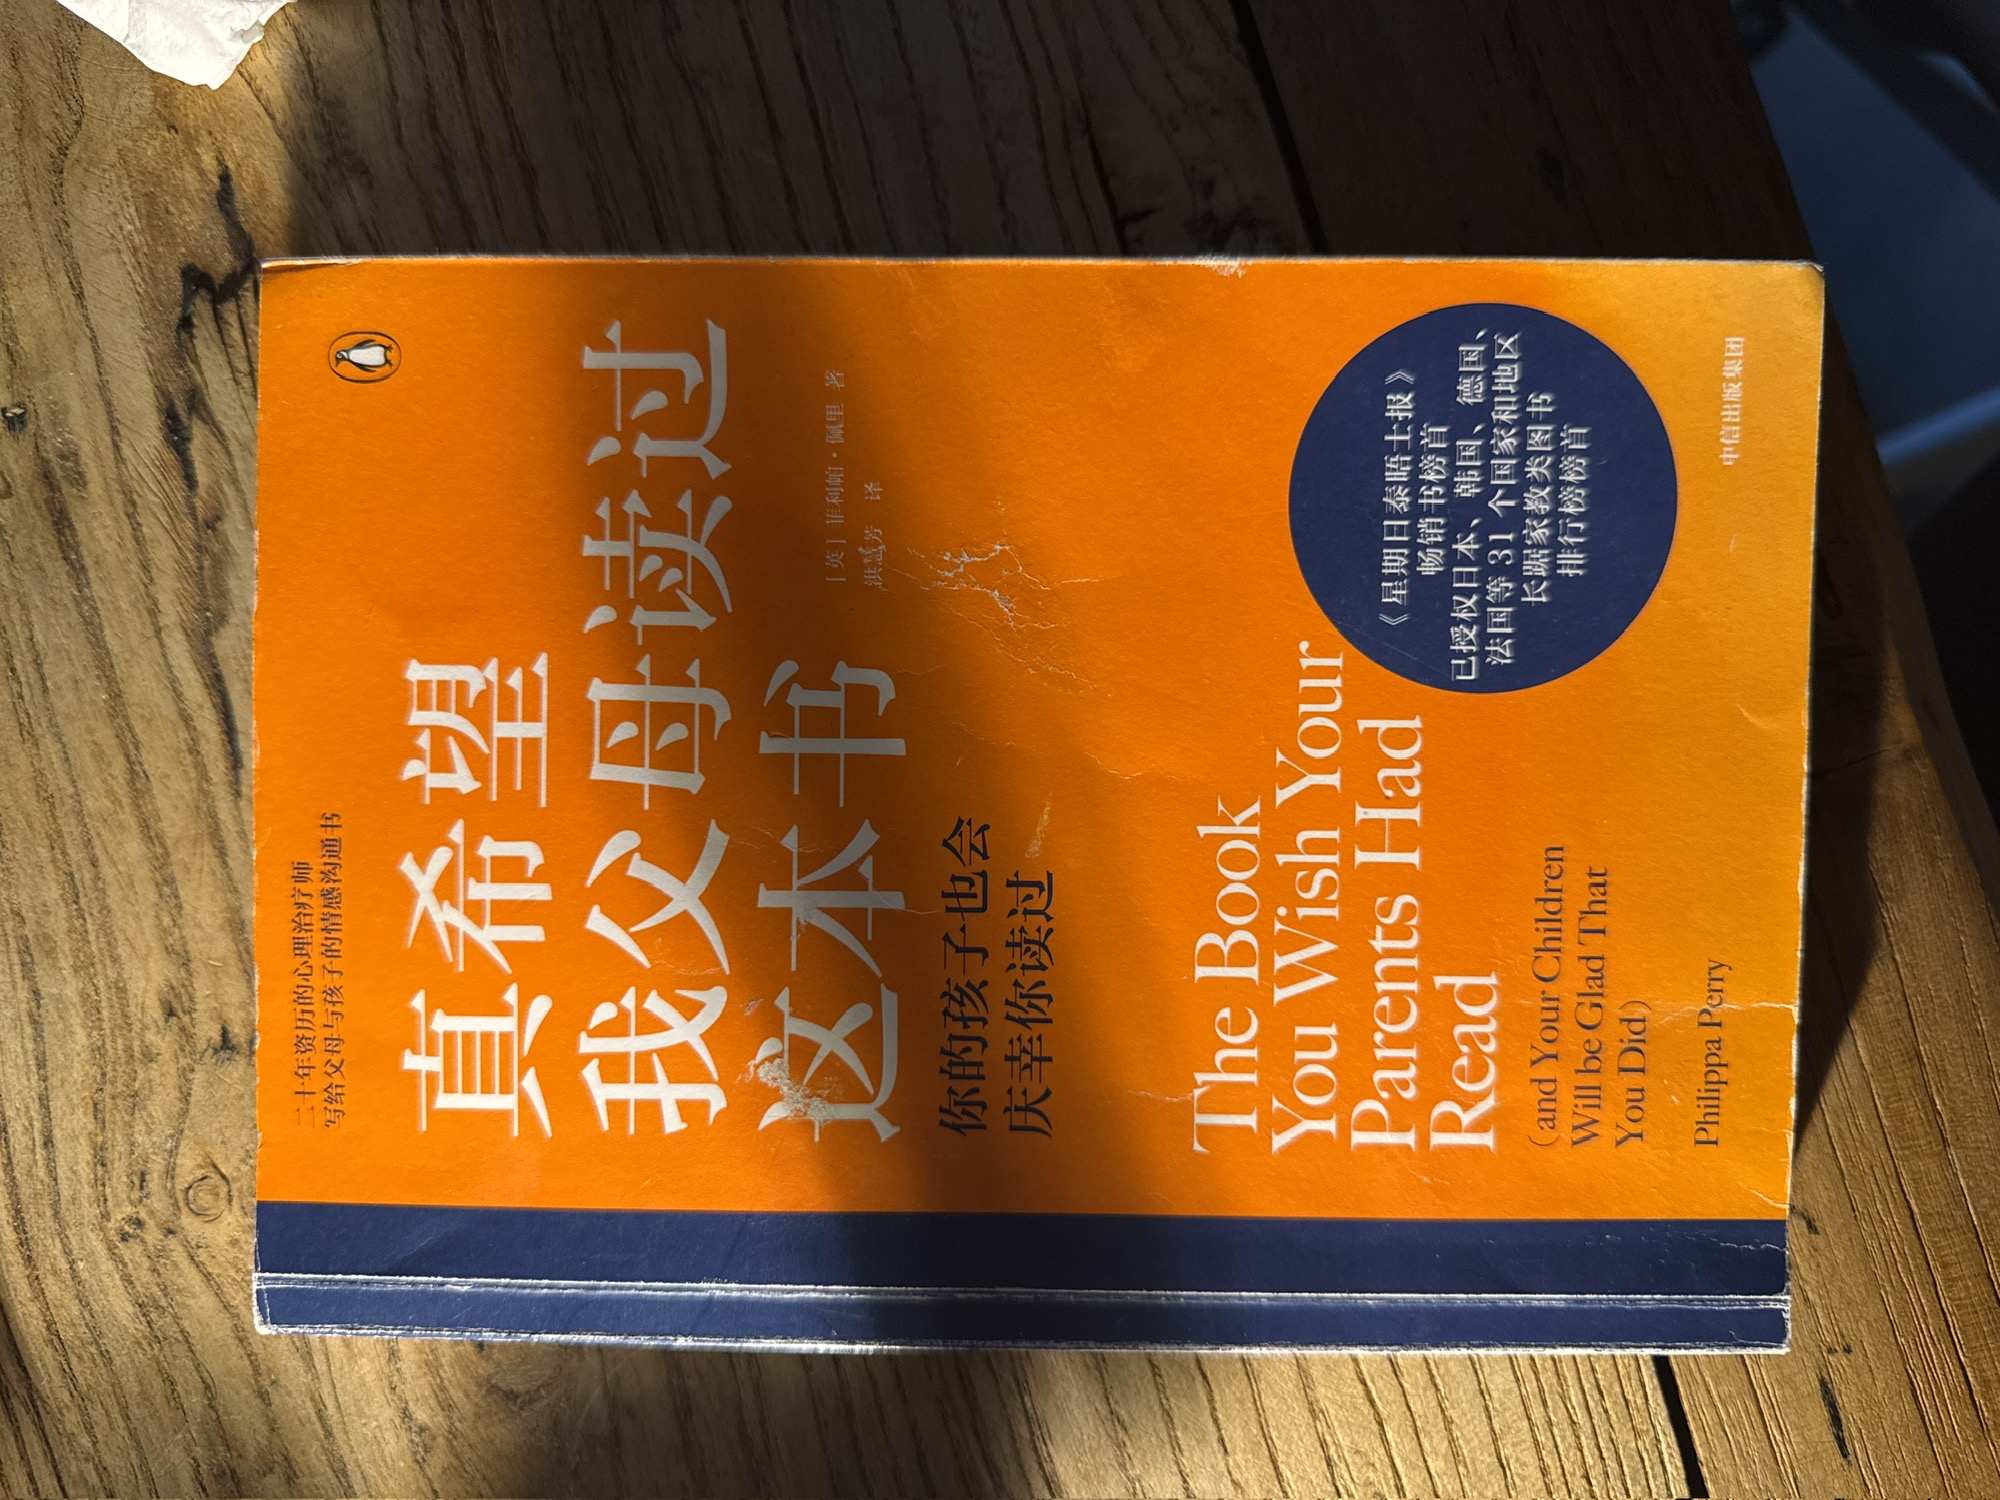 二十年资历的心理治疗师
写给父母与孩子的情感沟通书
真希望
我父母读过
这本书
[英]菲利帕·佩里 著
洪慧芳 译
你的孩子也会
庆幸你读过
The Book
You Wish Your
Parents Had
Read
(and Your Children
Will be Glad That
You Did)
Philippa Perry
《星期日泰晤士报》
畅销书榜首
已授权日本、韩国、德国、
法国等 31 个国家和地区
长踞家教类图书
排行榜榜首
中信出版集团